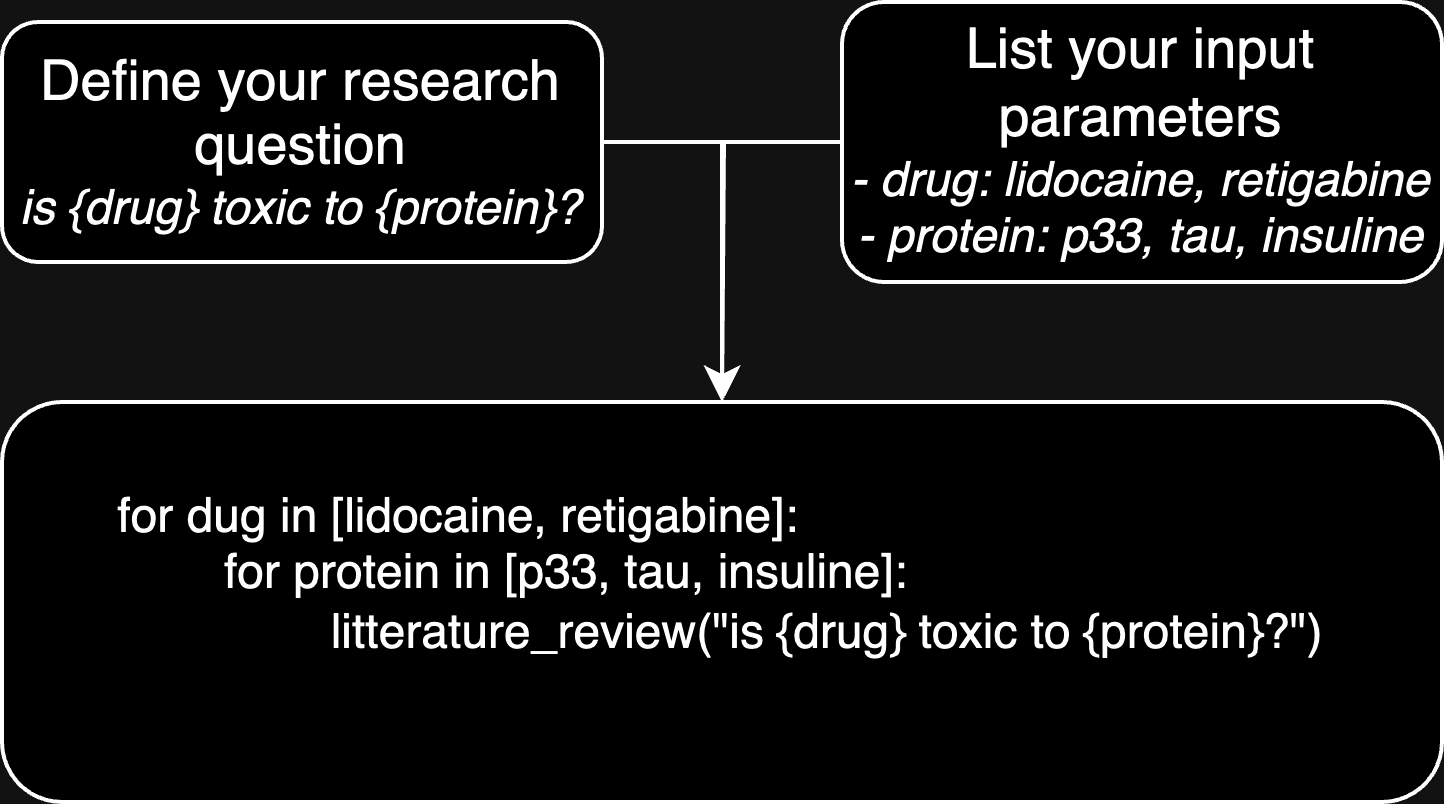 Define your research
question
is {drug} toxic to {protein}?
List your input
parameters
- drug: lidocaine, retigabine
- protein: p33, tau, insuline
for dug in [lidocaine, retigabine]:
for protein in [p33, tau, insuline]:
litterature_review("is {drug} toxic to {protein}?")